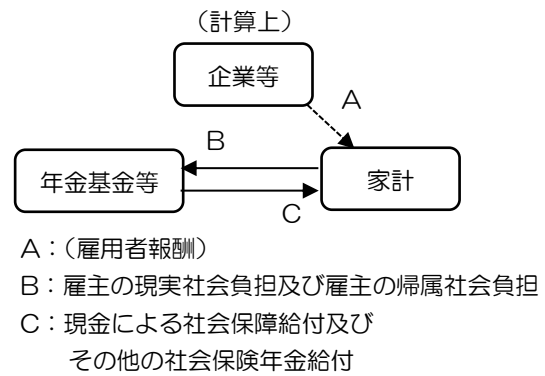 （計算上）
企業等
A
B
年金基金等
家計
C
A：（雇用者報酬）
B：雇主の現実社会負担及び雇主の帰属社会負担
C：現金による社会保障給付及び
その他の社会保険年金給付